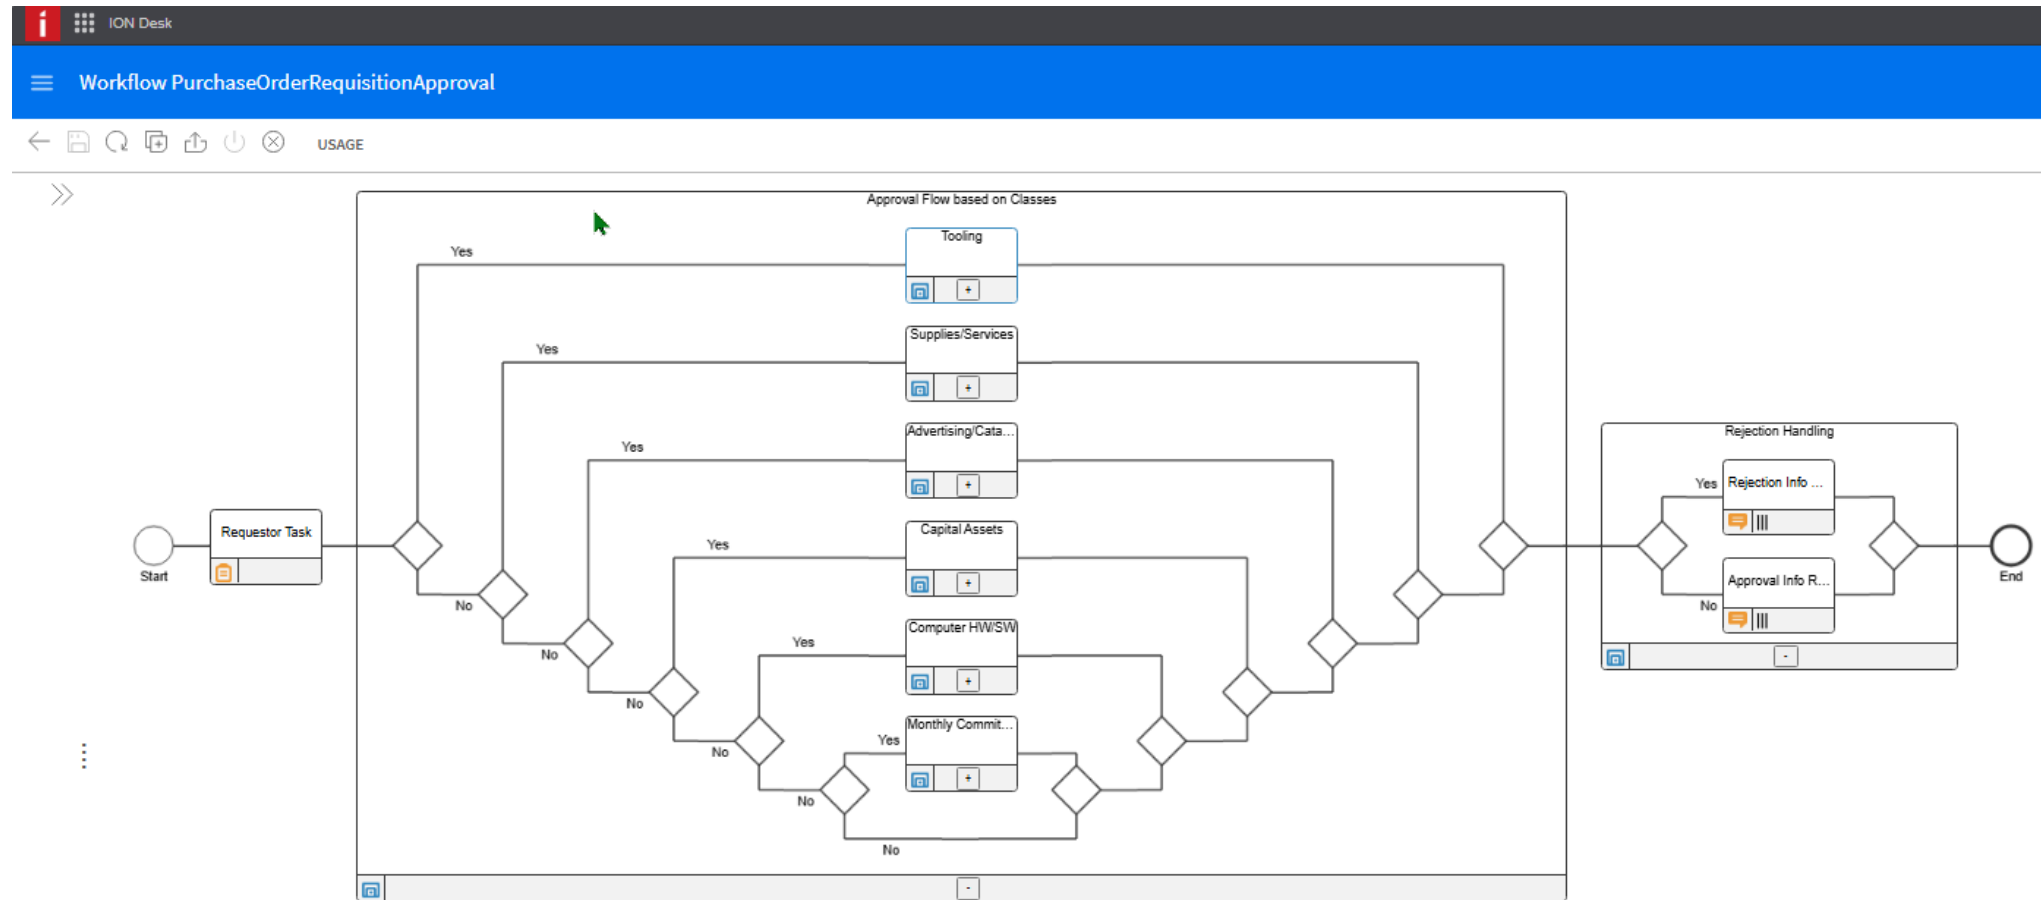 ION Desk
Workflow PurchaseOrderRequisitionApproval
USAGE
Approval Flow based on Classes
Tooling
Yes
Supplies/Services
Yes
Advertising/Cata...
Yes
Rejection Handling
Yes
Rejection Info ...
Capital Assets
Requestor Task
Yes
Start
End
Approval Info R...
No
No
Computer HW/SW
Yes
No
No
Monthly Commit...
Yes
No
No
No